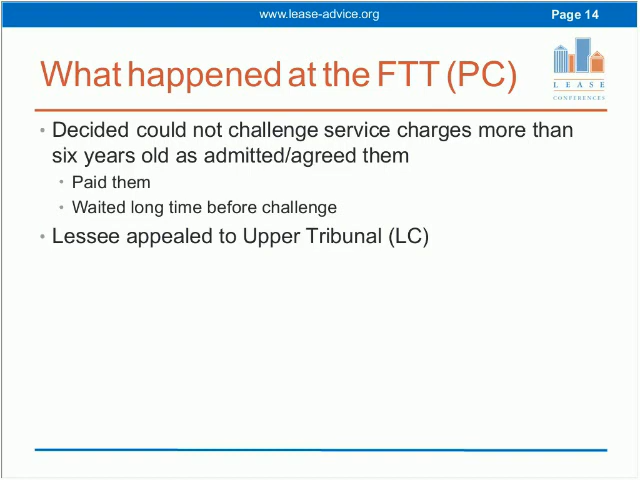 www.lease-advice.org
Page 14
What happened at the FTT (PC)
LEASE
CONFERENCES
• Decided could not challenge service charges more than
six years old as admitted/agreed them
• Paid them
• Waited long time before challenge
• Lessee appealed to Upper Tribunal (LC)